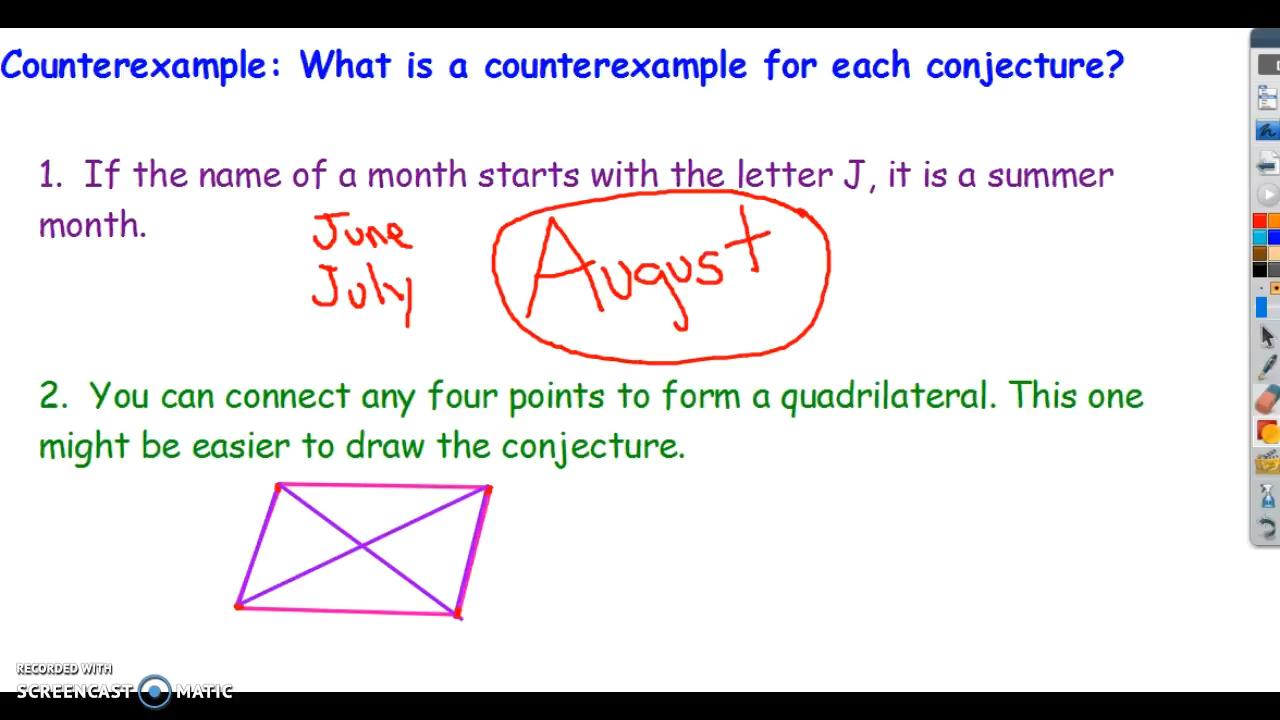 Counterexample: What is a counterexample for each conjecture?
1. If the name of a month starts with the letter J, it is a summer
month.
June
July
August
2. You can connect any four points to form a quadrilateral. This one
might be easier to draw the conjecture.
RECORDED WITH
SCREENCAST MATIC